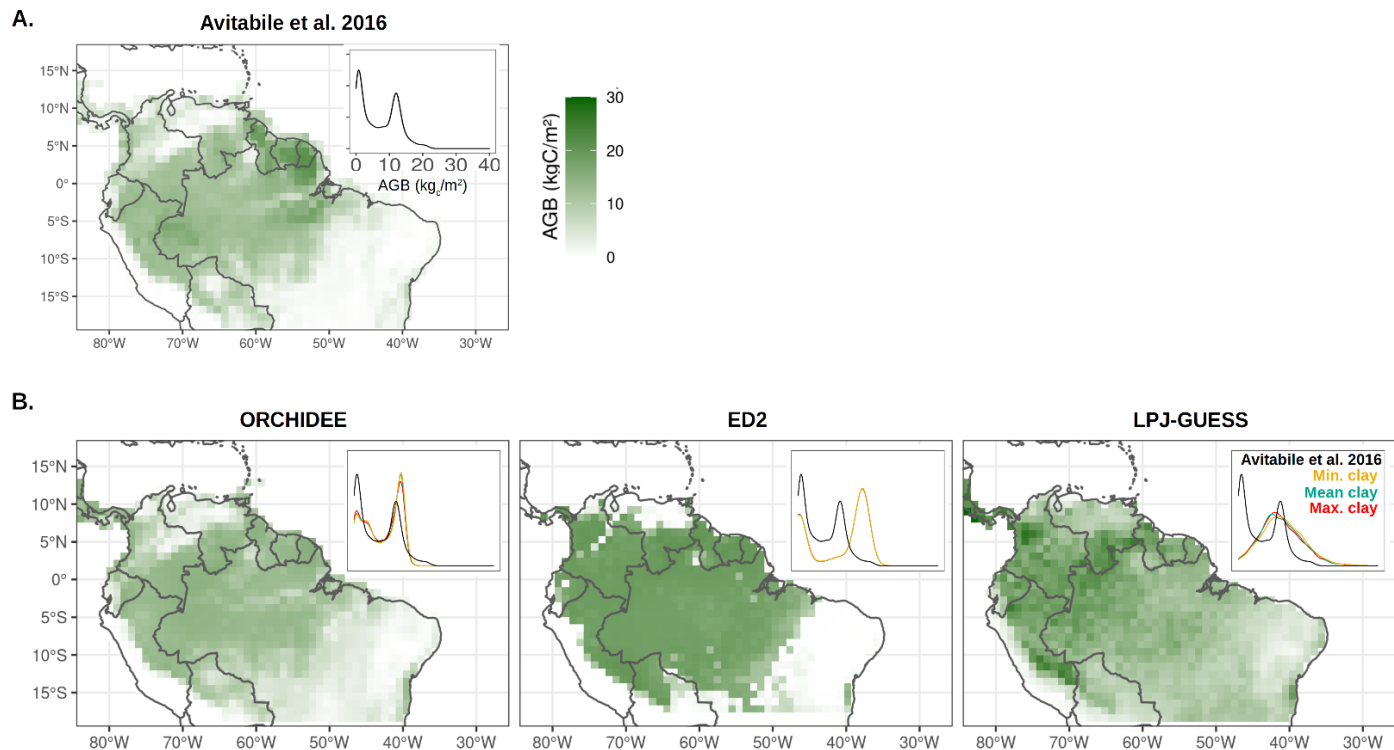 A.
Avitabile et al. 2016
15°N
10°N
5°N
0°
5°S
10°S
15°S
80°W 70°W 60°W 50°W 40°W 30°W
0 10 20 30 40
AGB (kgc/m²)
AGB (kgC/m²)
30
20
10
0
B.
ORCHIDEE
ED2
LPJ-GUESS
15°N
10°N
5°N
0°
5°S
10°S
15°S
Avitabile et al. 2016
Min. clay
Mean clay
Max. clay
80°W 70°W 60°W 50°W 40°W 30°W
80°W 70°W 60°W 50°W 40°W 30°W
80°W 70°W 60°W 50°W 40°W 30°W